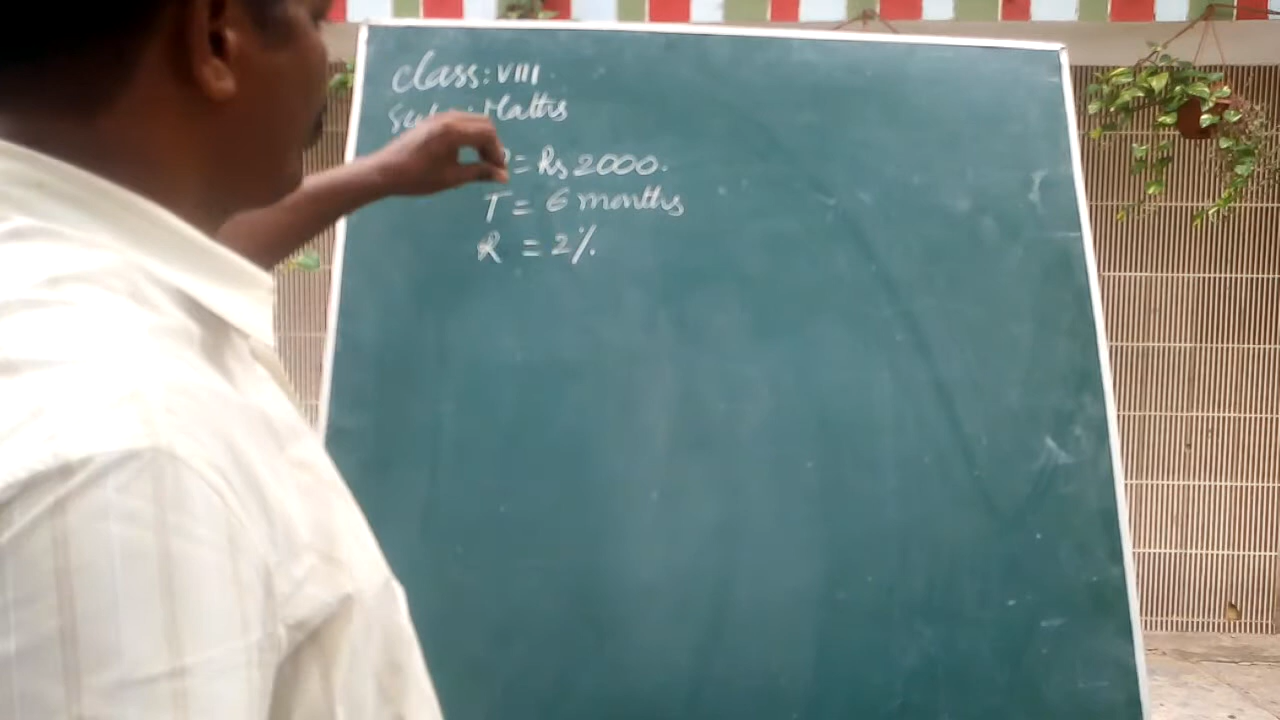 class: VIII
Maths
= Rs 2000.
T = 6 months
R = 2%.